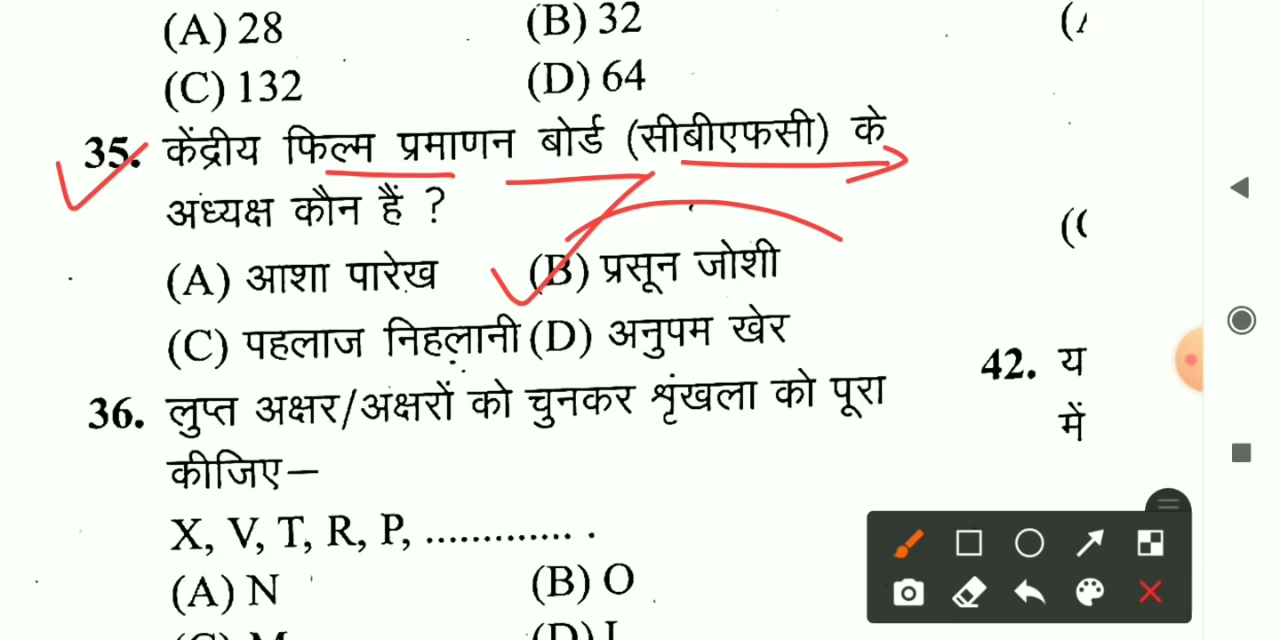 (A) 28 (B) 32
(C) 132 (D) 64
35. केंद्रीय फिल्म प्रमाणन बोर्ड (सीबीएफसी) के
अध्यक्ष कौन हैं ?
(A) आशा पारेख (B) प्रसून जोशी
(C) पहलाज निहलानी (D) अनुपम खेर
36. लुप्त अक्षर/अक्षरों को चुनकर शृंखला को पूरा
कीजिए—
X, V, T, R, P, .............. .
(A) N (B) O
42. य
में